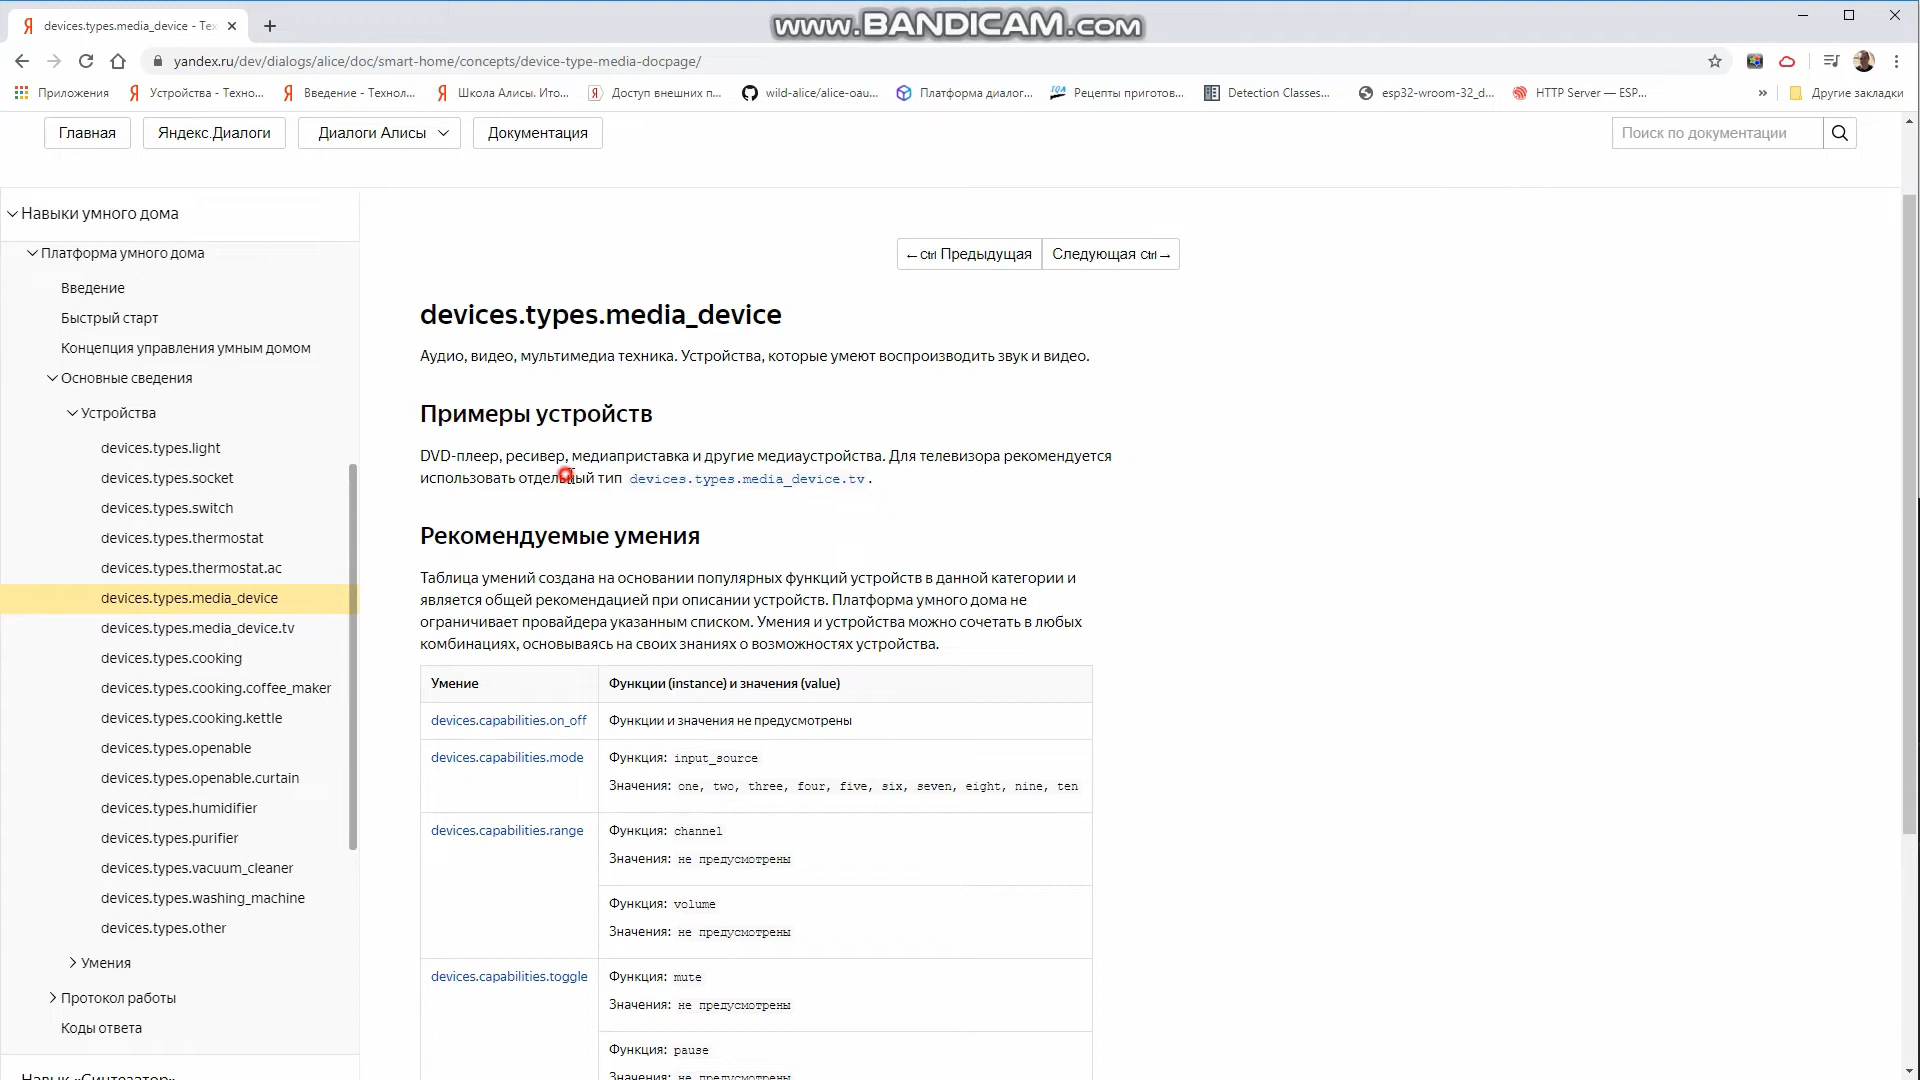 devices.types.media_device - Тех
www.BANDICAM.com
yandex.ru/dev/dialogs/alice/doc/smart-home/concepts/device-type-media-docpage/
Приложения
Устройства - Техно...
Введение - Технол...
Школа Алисы. Ито...
Доступ внешних п...
wild-alice/alice-oau...
Платформа диалог...
Рецепты приготов...
Detection Classes...
esp32-wroom-32_d...
HTTP Server — ESP...
»
Другие закладки
Главная
Яндекс.Диалоги
Диалоги Алисы
Документация
Поиск по документации
Навыки умного дома
Платформа умного дома
Введение
Быстрый старт
Концепция управления умным домом
Основные сведения
Устройства
devices.types.light
devices.types.socket
devices.types.switch
devices.types.thermostat
devices.types.thermostat.ac
devices.types.media_device
devices.types.media_device.tv
devices.types.cooking
devices.types.cooking.coffee_maker
devices.types.cooking.kettle
devices.types.openable
devices.types.openable.curtain
devices.types.humidifier
devices.types.purifier
devices.types.vacuum_cleaner
devices.types.washing_machine
devices.types.other
Умения
Протокол работы
Коды ответа
Навык «Синтезатор»
←Ctrl Предыдущая
Следующая Ctrl→
devices.types.media_device
Аудио, видео, мультимедиа техника. Устройства, которые умеют воспроизводить звук и видео.
Примеры устройств
DVD-плеер, ресивер, медиаприставка и другие медиаустройства. Для телевизора рекомендуется
использовать отдельный тип devices.types.media_device.tv.
Рекомендуемые умения
Таблица умений создана на основании популярных функций устройств в данной категории и
является общей рекомендацией при описании устройств. Платформа умного дома не
ограничивает провайдера указанным списком. Умения и устройства можно сочетать в любых
комбинациях, основываясь на своих знаниях о возможностях устройства.
Умение
Функции (instance) и значения (value)
devices.capabilities.on_off
Функции и значения не предусмотрены
devices.capabilities.mode
Функция: input_source
Значения: one, two, three, four, five, six, seven, eight, nine, ten
devices.capabilities.range
Функция: channel
Значения: не предусмотрены
Функция: volume
Значения: не предусмотрены
devices.capabilities.toggle
Функция: mute
Значения: не предусмотрены
Функция: pause
Значения: не предусмотрены